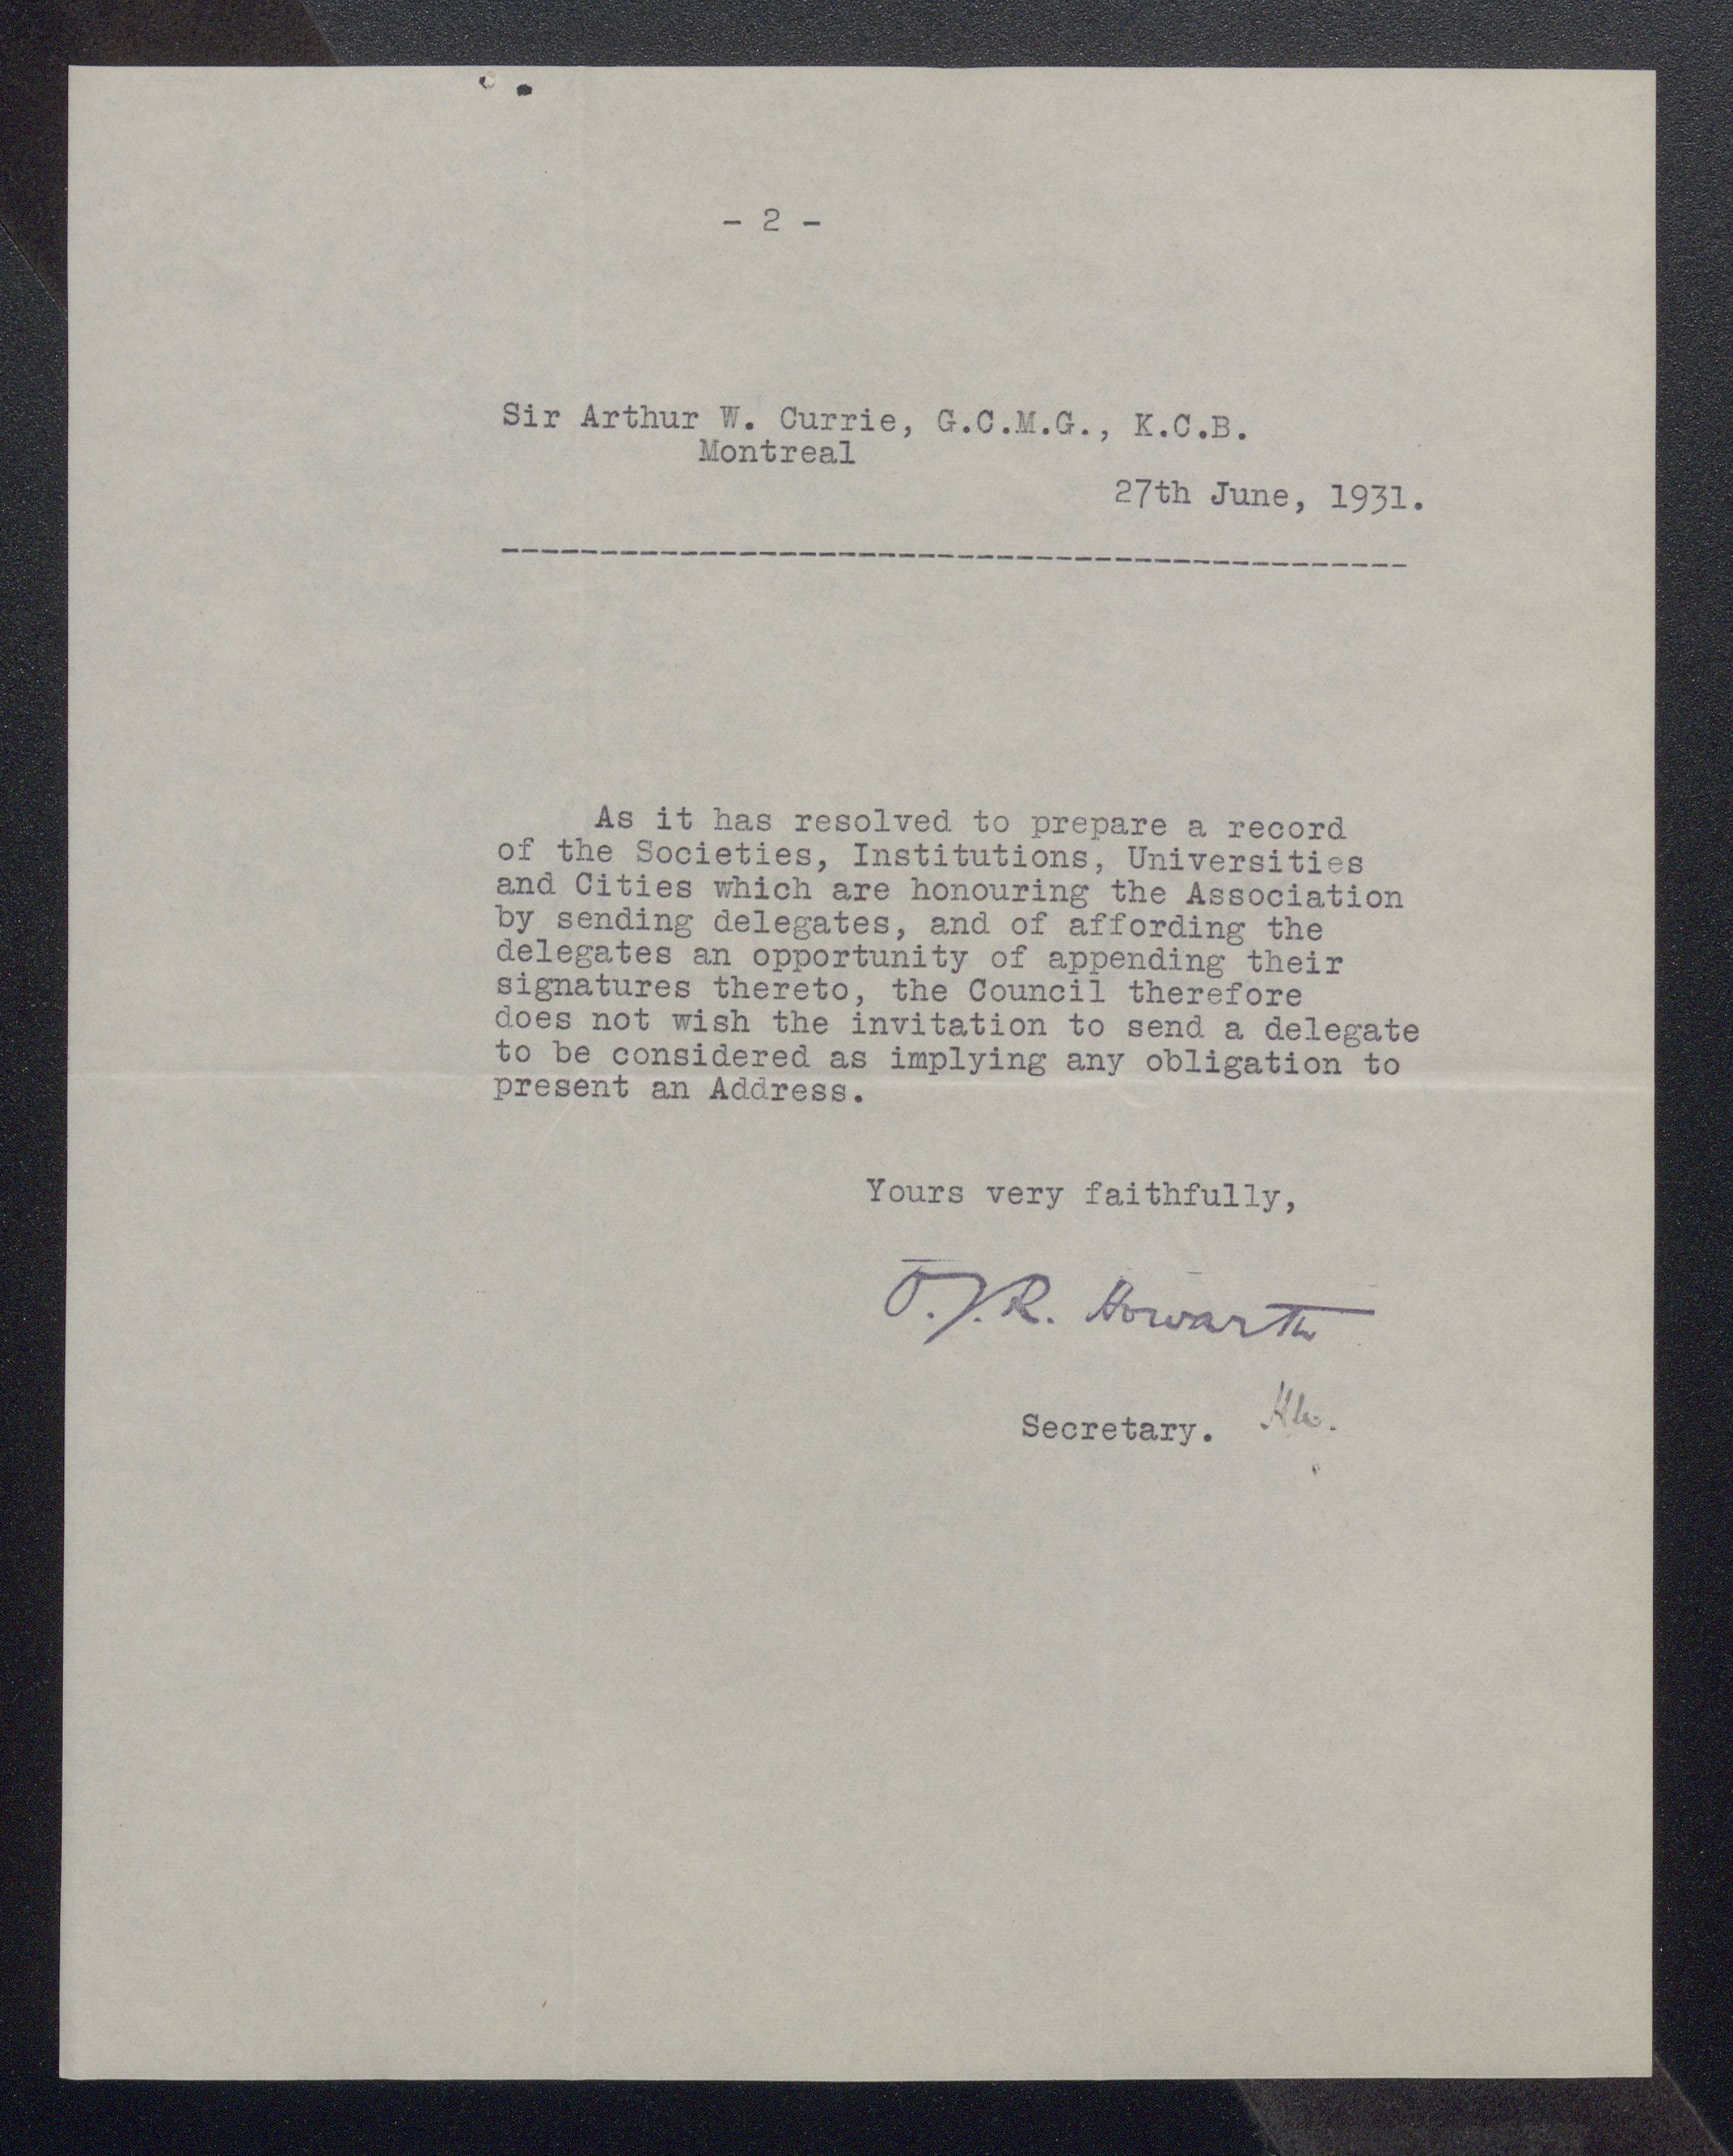 - 2 -
Sir Arthur W. Currie, G.C.M.G., K.C.B.
Montreal
27th June, 1931.
----------------------------------------------
As it has resolved to prepare a record
of the Societies, Institutions, Universities
and Cities which are honouring the Association
by sending delegates, and of affording the
delegates an opportunity of appending their
signatures thereto, the Council therefore
does not wish the invitation to send a delegate
to be considered as implying any obligation to
present an Address.
Yours very faithfully,
O.J.R. Howarth
Secretary.